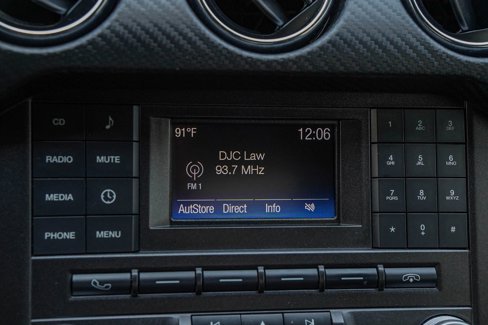 91°F 12:06
DJC Law
93.7 MHz
FM 1
AutStore Direct Info
CD
RADIO MUTE
MEDIA
PHONE MENU
1 2 ABC 3 DEF
4 GHI 5 JKL 6 MNO
7 PQRS 8 TUV 9 WXYZ
* 0 + #